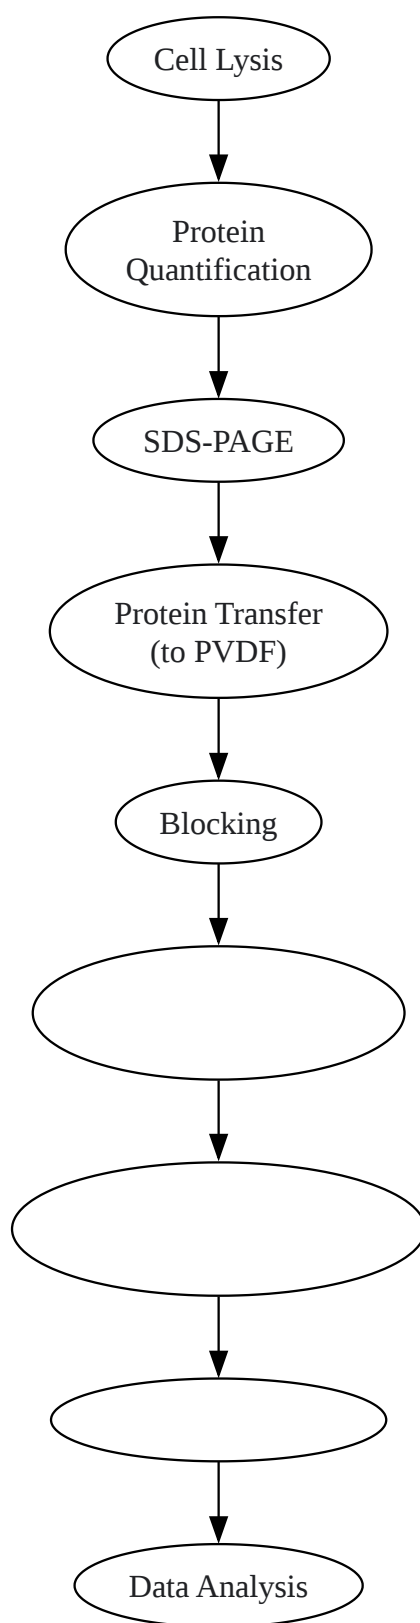 Cell Lysis
Protein
Quantification
SDS-PAGE
Protein Transfer
(to PVDF)
Blocking
Data Analysis